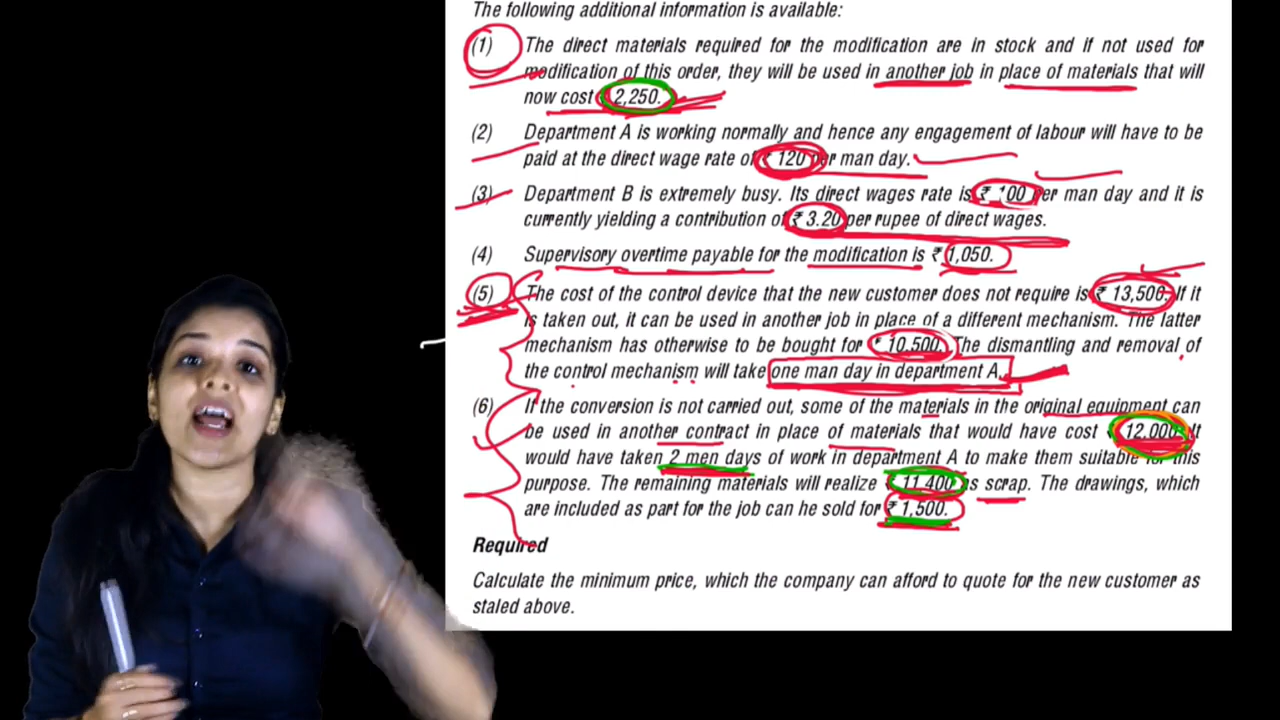 The following additional information is available:
(1) The direct materials required for the modification are in stock and if not used for
modification of this order, they will be used in another job in place of materials that will
now cost ₹ 2,250.
(2) Department A is working normally and hence any engagement of labour will have to be
paid at the direct wage rate of ₹ 120 per man day.
(3) Department B is extremely busy. Its direct wages rate is ₹ 100 per man day and it is
currently yielding a contribution of ₹ 3.20 per rupee of direct wages.
(4) Supervisory overtime payable for the modification is ₹ 1,050.
(5) The cost of the control device that the new customer does not require is ₹ 13,500. If it
is taken out, it can be used in another job in place of a different mechanism. The latter
mechanism has otherwise to be bought for ₹ 10,500. The dismantling and removal of
the control mechanism will take one man day in department A.
(6) If the conversion is not carried out, some of the materials in the original equipment can
be used in another contract in place of materials that would have cost ₹ 12,000. It
would have taken 2 men days of work in department A to make them suitable for this
purpose. The remaining materials will realize ₹ 11,400 as scrap. The drawings, which
are included as part for the job can he sold for ₹ 1,500.
Required
Calculate the minimum price, which the company can afford to quote for the new customer as
staled above.